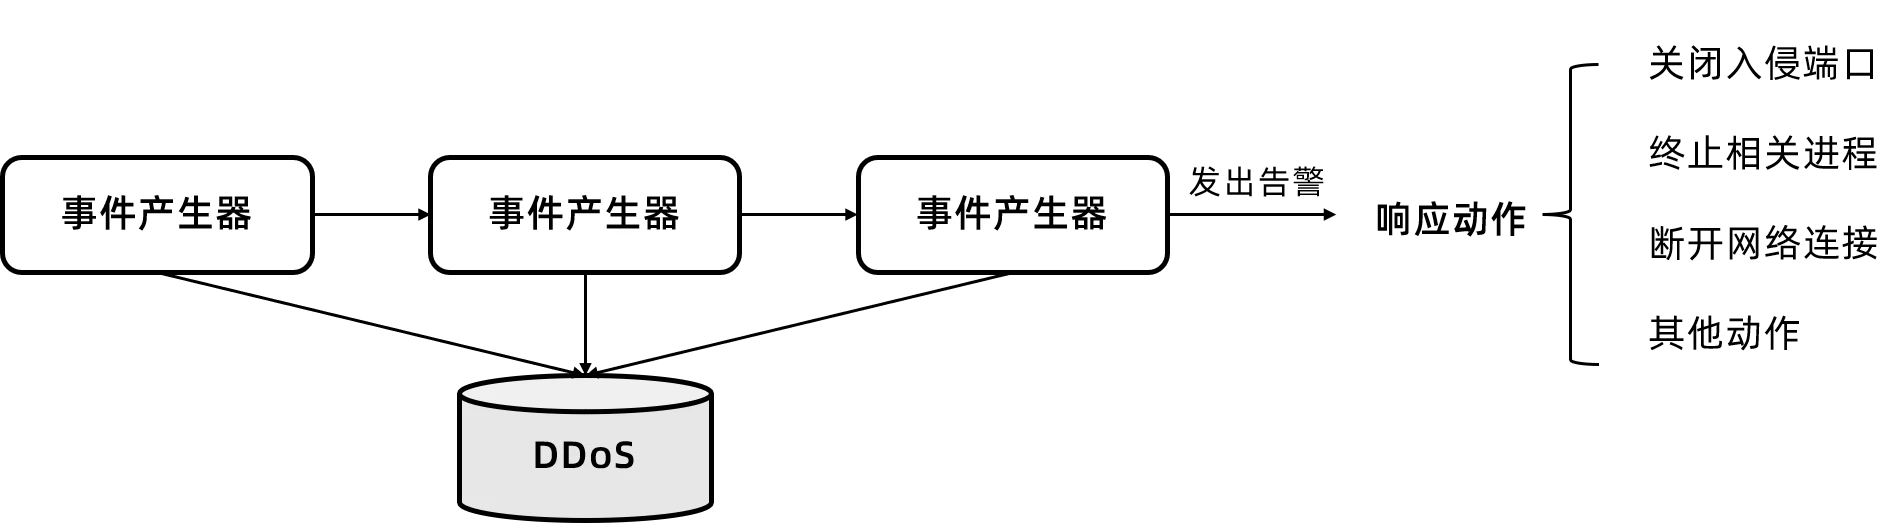 关闭入侵端口
终止相关进程
发出告警
事件产生器
事件产生器
事件产生器
响应动作
断开网络连接
其他动作
DDoS